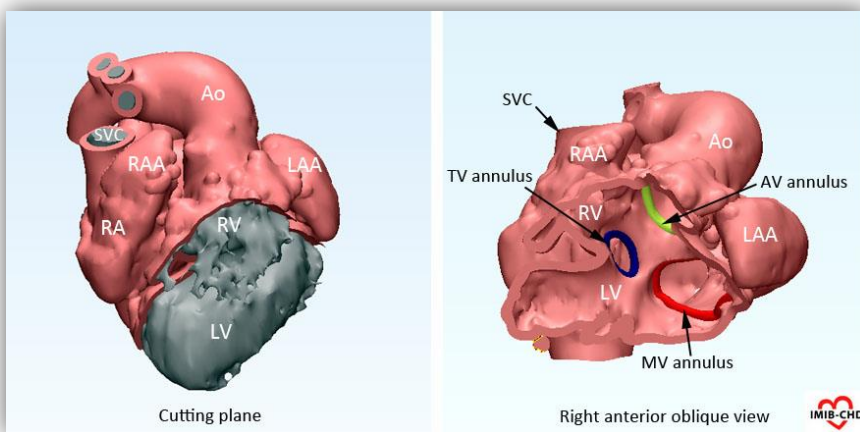 Ao
SVC
RAA
LAA
RA
RV
LV
Cutting plane
SVC
Ao
RAA
TV annulus
AV annulus
RV
LAA
LV
MV annulus
Right anterior oblique view
IMIB-CHD